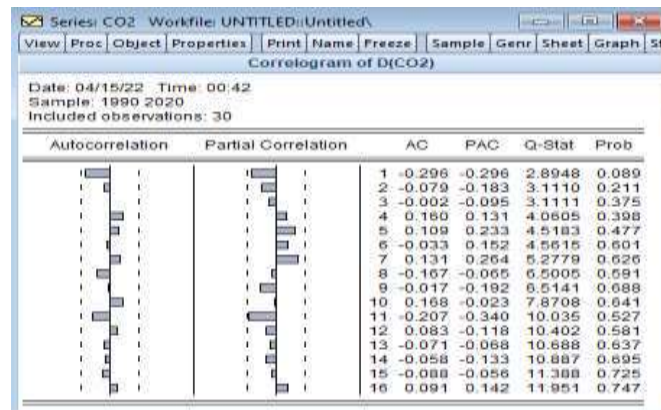 Series: CO2 Workfile: UNTITLED::Untitled\
View Proc Object Properties Print Name Freeze Sample Genr Sheet Graph St
Correlogram of D(CO2)
Date: 04/15/22 Time: 00:42
Sample: 1990 2020
Included observations: 30
Autocorrelation Partial Correlation AC PAC Q-Stat Prob
1 -0.296 -0.296 2.8948 0.089
2 -0.079 -0.183 3.1110 0.211
3 -0.002 -0.095 3.1111 0.375
4 0.160 0.131 4.0605 0.398
5 0.109 0.233 4.5183 0.477
6 -0.033 0.152 4.5615 0.601
7 0.131 0.264 5.2779 0.626
8 -0.167 -0.065 6.5005 0.591
9 -0.017 -0.192 6.5141 0.688
10 0.168 -0.023 7.8708 0.641
11 -0.207 -0.340 10.035 0.527
12 0.083 -0.118 10.402 0.581
13 -0.071 -0.068 10.688 0.637
14 -0.058 -0.133 10.887 0.695
15 -0.088 -0.056 11.388 0.725
16 0.091 0.142 11.951 0.747